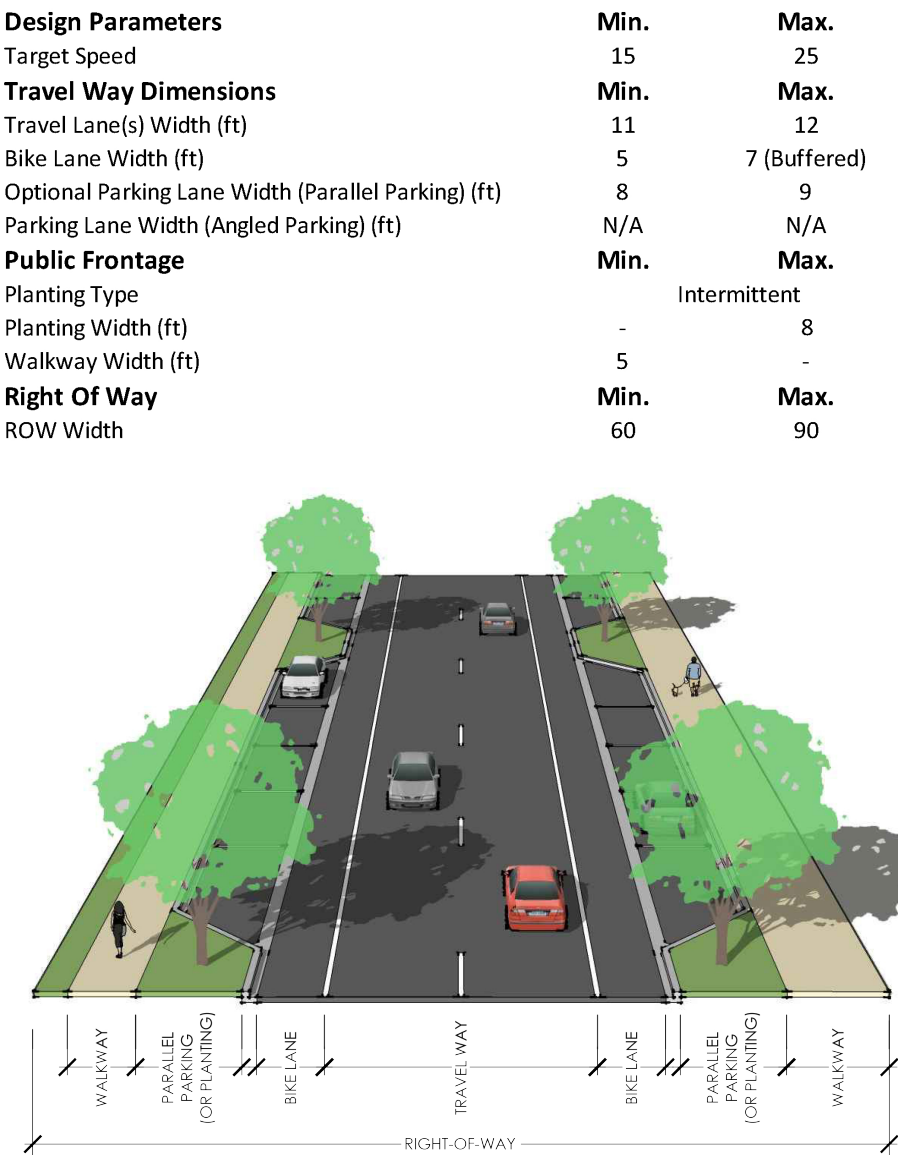 Design Parameters Min. Max.
Target Speed 15 25
Travel Way Dimensions Min. Max.
Travel Lane(s) Width (ft) 11 12
Bike Lane Width (ft) 5 7 (Buffered)
Optional Parking Lane Width (Parallel Parking) (ft) 8 9
Parking Lane Width (Angled Parking) (ft) N/A N/A
Public Frontage Min. Max.
Planting Type Intermittent
Planting Width (ft) - 8
Walkway Width (ft) 5 -
Right Of Way Min. Max.
ROW Width 60 90
WALKWAY
PARALLEL
PARKING
(OR PLANTING)
BIKE LANE
TRAVEL WAY
BIKE LANE
PARALLEL
PARKING
(OR PLANTING)
WALKWAY
RIGHT-OF-WAY